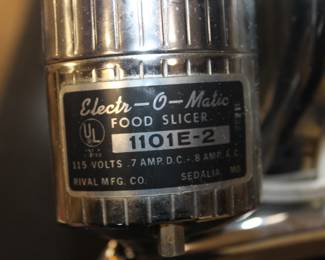 Electr-O-Matic
FOOD SLICER
UL
1101E-2
115 VOLTS .7 AMP. D.C. - .8 AMP. A.C.
RIVAL MFG. CO. SEDALIA, MO.